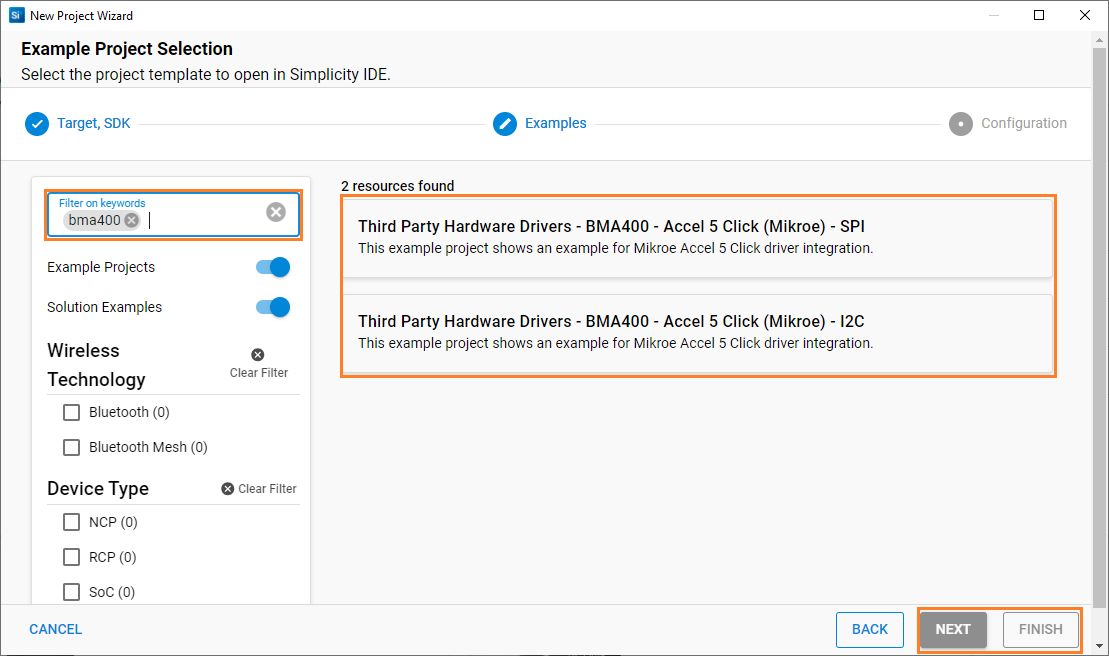 Si
New Project Wizard
Example Project Selection
Select the project template to open in Simplicity IDE.
Target, SDK
Examples
Configuration
Filter on keywords
bma400
Example Projects
Solution Examples
Wireless
Technology
Clear Filter
Bluetooth (0)
Bluetooth Mesh (0)
Device Type
Clear Filter
NCP (0)
RCP (0)
SoC (0)
2 resources found
Third Party Hardware Drivers - BMA400 - Accel 5 Click (Mikroe) - SPI
This example project shows an example for Mikroe Accel 5 Click driver integration.
Third Party Hardware Drivers - BMA400 - Accel 5 Click (Mikroe) - I2C
This example project shows an example for Mikroe Accel 5 Click driver integration.
CANCEL
BACK
NEXT
FINISH